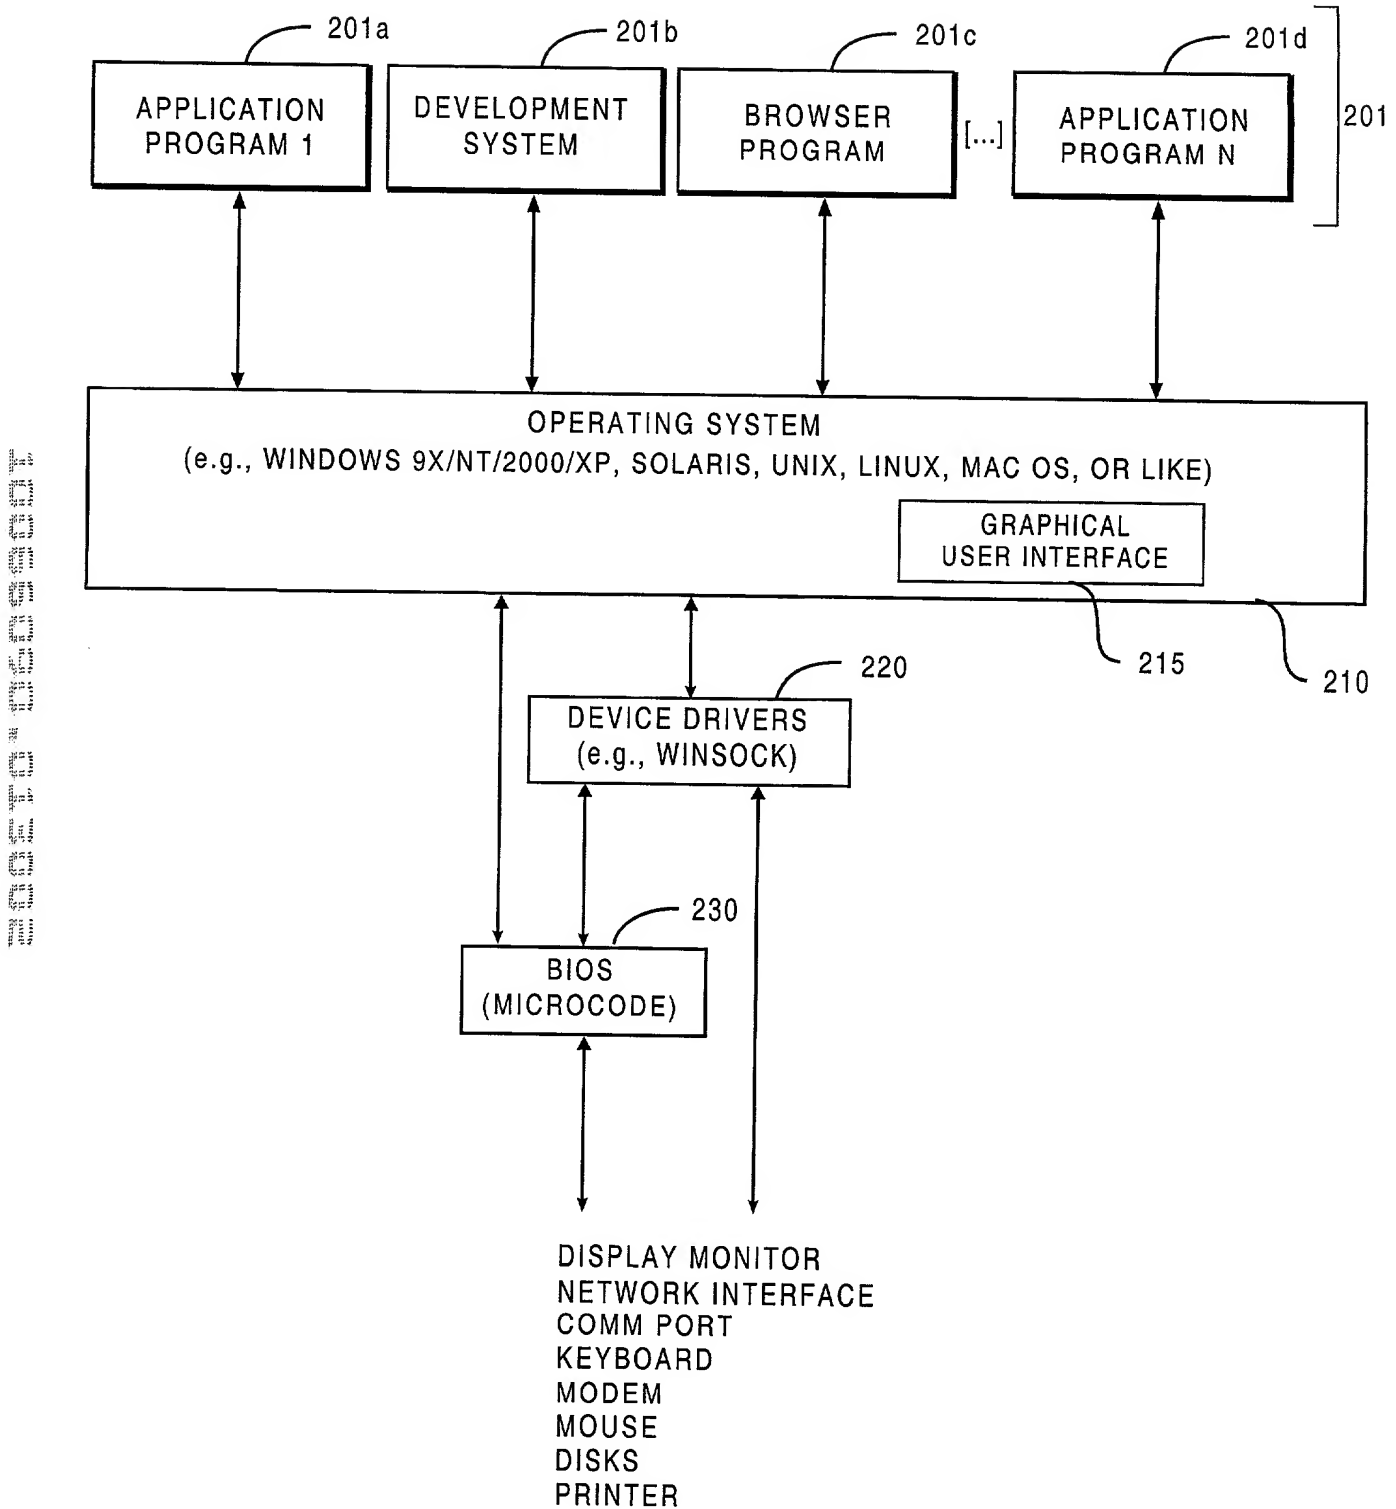 201a
201b
201c
201d
201
APPLICATION
PROGRAM 1
DEVELOPMENT
SYSTEM
BROWSER
PROGRAM
[...]
APPLICATION
PROGRAM N
OPERATING SYSTEM
(e.g., WINDOWS 9X/NT/2000/XP, SOLARIS, UNIX, LINUX, MAC OS, OR LIKE)
GRAPHICAL
USER INTERFACE
215
210
220
DEVICE DRIVERS
(e.g., WINSOCK)
230
BIOS
(MICROCODE)
DISPLAY MONITOR
NETWORK INTERFACE
COMM PORT
KEYBOARD
MODEM
MOUSE
DISKS
PRINTER